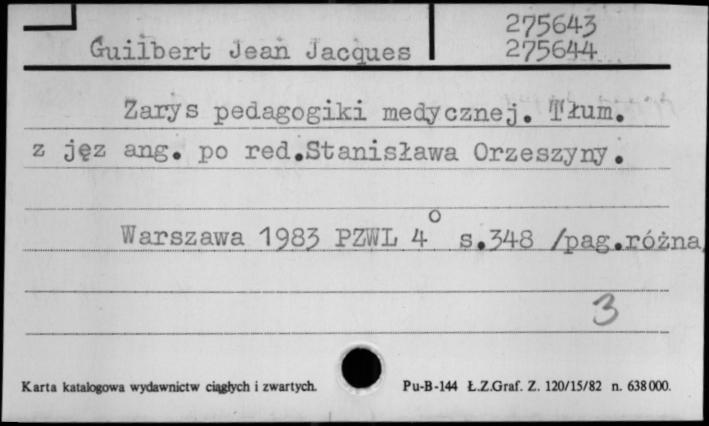 275643
Guilbert Jean Jacques 275644
Zarys pedagogiki medycznej. Tłum.
z jęz ang. po red.Stanisława Orzeszyny.
Warszawa 1983 PZWL 4° s.348 /pag.różna
3
Karta katalogowa wydawnictw ciągłych i zwartych. Pu-B-144 Ł.Z.Graf. Z. 120/15/82 n. 638000.